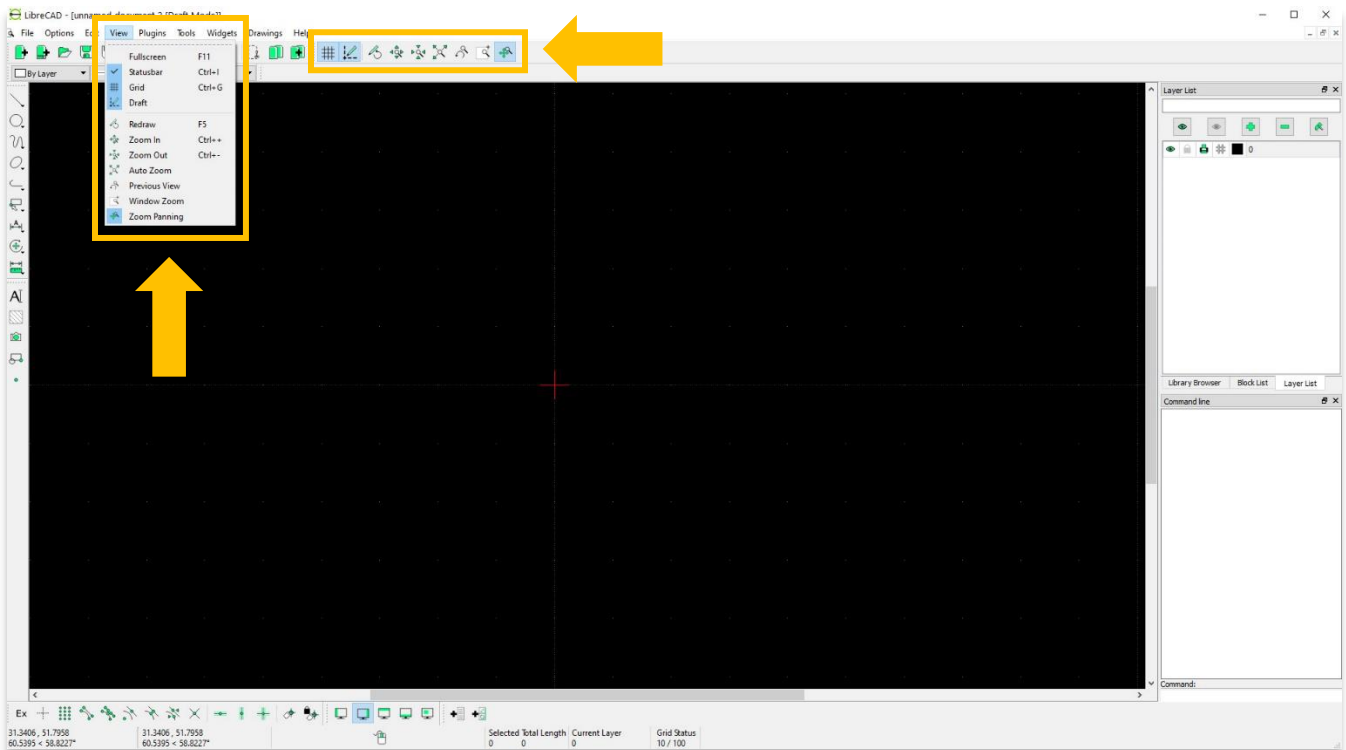 LibreCAD - [unnamed document 2 [Draft Mode]]
File Options Edit View Plugins Tools Widgets Drawings Help
By Layer
Fullscreen F11
Statusbar Ctrl+I
Grid Ctrl+G
Draft
Redraw F5
Zoom In Ctrl++
Zoom Out Ctrl+-
Auto Zoom
Previous View
Window Zoom
Zoom Panning
Layer List
0
Library Browser Block List Layer List
Command line
Command:
Ex
31.3406 , 51.7958 31.3406 , 51.7958 Selected Total Length Current Layer Grid Status
60.5395 < 58.8227° 60.5395 < 58.8227° 0 0 0 10 / 100